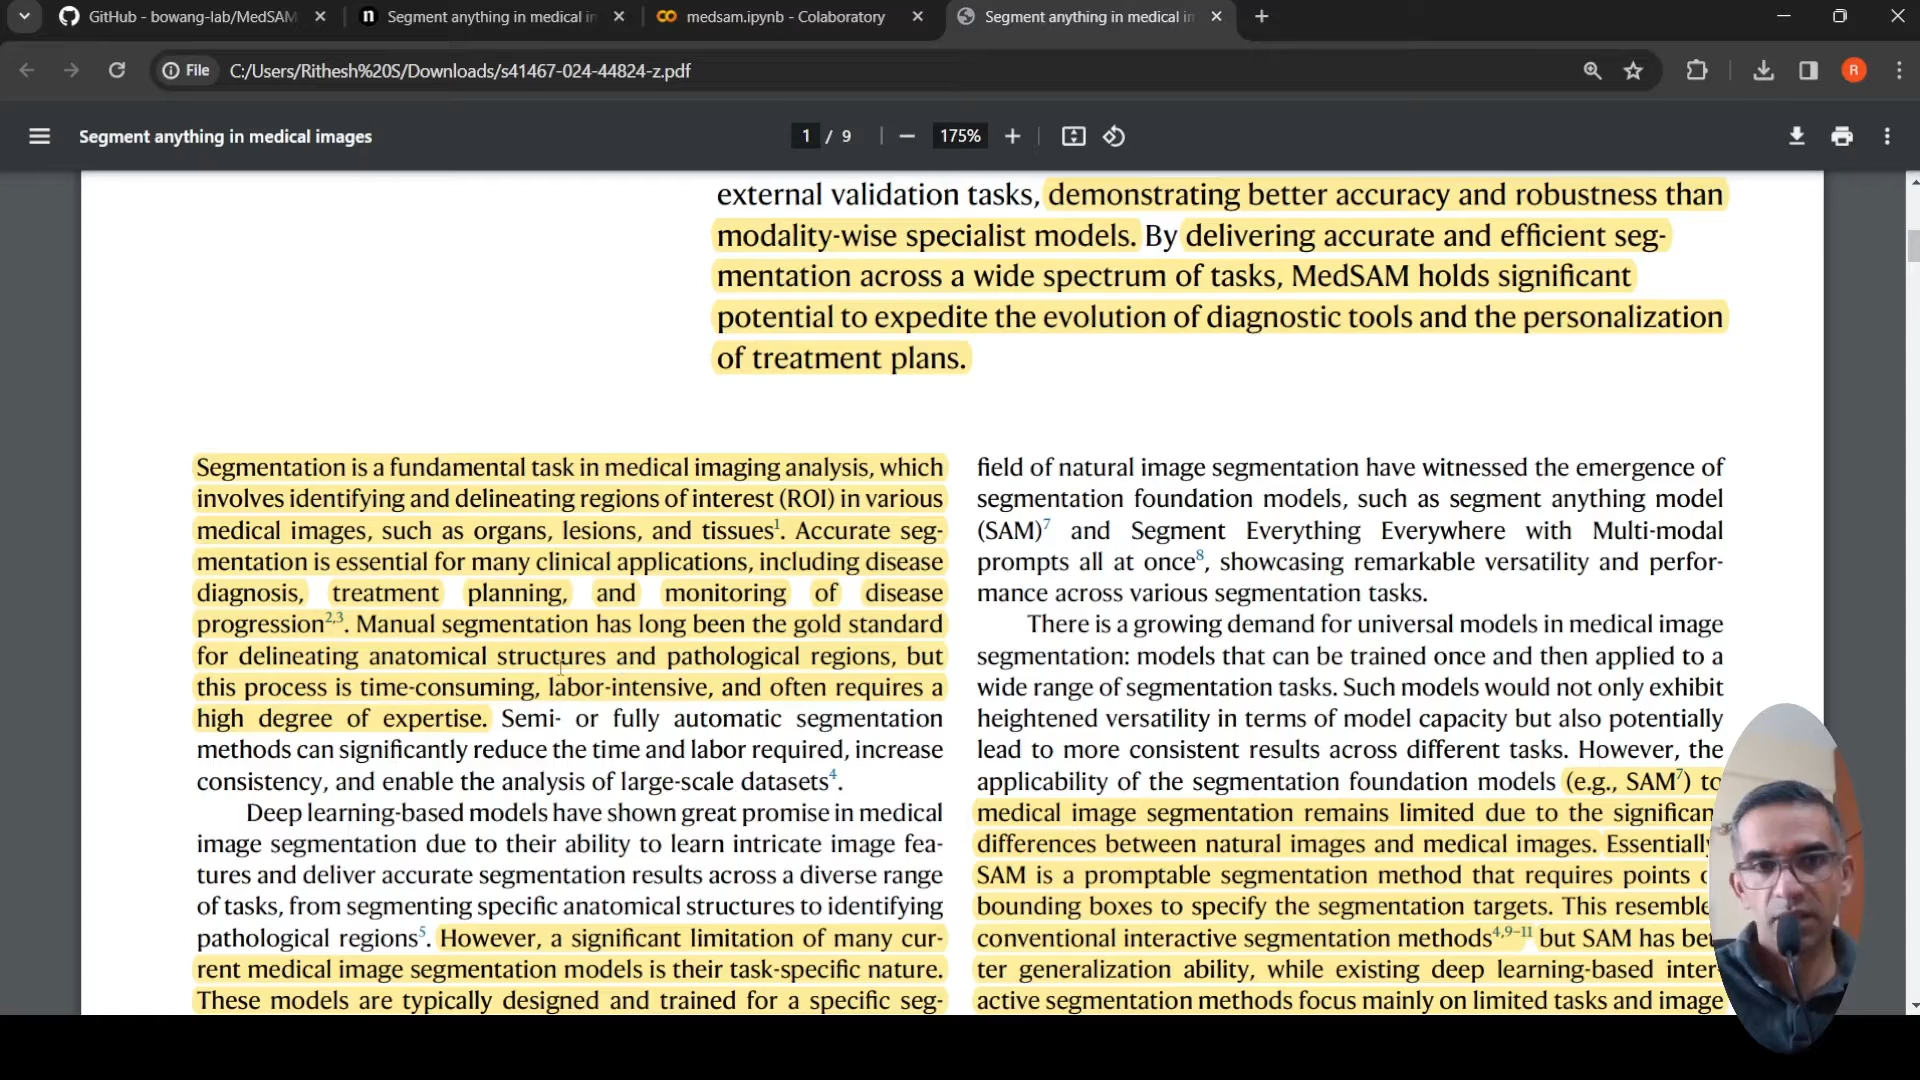 GitHub - bowang-lab/MedSAM
Segment anything in medical in
medsam.ipynb - Colaboratory
Segment anything in medical in
File
C:/Users/Rithesh%20S/Downloads/s41467-024-44824-z.pdf
R
Segment anything in medical images
1 / 9
175%
external validation tasks, demonstrating better accuracy and robustness than
modality-wise specialist models. By delivering accurate and efficient seg-
mentation across a wide spectrum of tasks, MedSAM holds significant
potential to expedite the evolution of diagnostic tools and the personalization
of treatment plans.
Segmentation is a fundamental task in medical imaging analysis, which
involves identifying and delineating regions of interest (ROI) in various
medical images, such as organs, lesions, and tissues1. Accurate seg-
mentation is essential for many clinical applications, including disease
diagnosis, treatment planning, and monitoring of disease
progression2,3. Manual segmentation has long been the gold standard
for delineating anatomical structures and pathological regions, but
this process is time-consuming, labor-intensive, and often requires a
high degree of expertise. Semi- or fully automatic segmentation
methods can significantly reduce the time and labor required, increase
consistency, and enable the analysis of large-scale datasets4.
Deep learning-based models have shown great promise in medical
image segmentation due to their ability to learn intricate image fea-
tures and deliver accurate segmentation results across a diverse range
of tasks, from segmenting specific anatomical structures to identifying
pathological regions5. However, a significant limitation of many cur-
rent medical image segmentation models is their task-specific nature.
These models are typically designed and trained for a specific seg-
field of natural image segmentation have witnessed the emergence of
segmentation foundation models, such as segment anything model
(SAM)7 and Segment Everything Everywhere with Multi-modal
prompts all at once8, showcasing remarkable versatility and perfor-
mance across various segmentation tasks.
There is a growing demand for universal models in medical image
segmentation: models that can be trained once and then applied to a
wide range of segmentation tasks. Such models would not only exhibit
heightened versatility in terms of model capacity but also potentially
lead to more consistent results across different tasks. However, the
applicability of the segmentation foundation models (e.g., SAM7) to
medical image segmentation remains limited due to the significan
differences between natural images and medical images. Essentially
SAM is a promptable segmentation method that requires points
bounding boxes to specify the segmentation targets. This resemble
conventional interactive segmentation methods4,9–11 but SAM has bet
ter generalization ability, while existing deep learning-based inter
active segmentation methods focus mainly on limited tasks and image